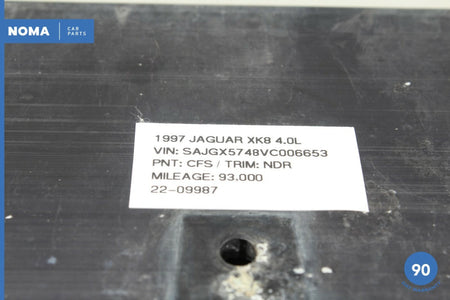 NOMA CAR PARTS
1997 JAGUAR XK8 4.0L
VIN: SAJGX5748VC006653
PNT: CFS / TRIM: NDR
MILEAGE: 93.000
22-09987
90